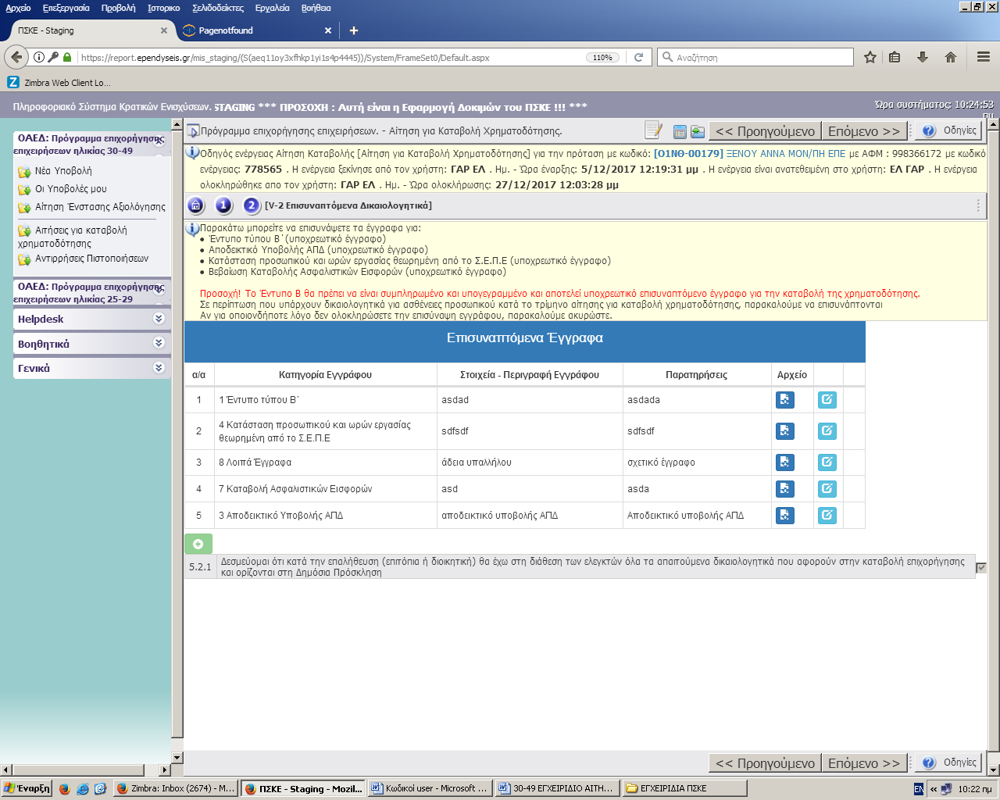 Αρχείο Επεξεργασία Προβολή Ιστορικο Σελιδοδείκτες Εργαλεία Βοήθεια
ΠΣΚΕ - Staging
Pagenotfound
https://report.ependyseis.gr/mis_staging/(S(aeq11oy3xfhkp1yi1s4p4445))/System/FrameSet0/Default.aspx
110%
Αναζήτηση
Zimbra Web Client Lo...
Πληροφοριακό Σύστημα Κρατικών Ενισχύσεων. STAGING *** ΠΡΟΣΟΧΗ : Αυτή είναι η Εφαρμογή Δοκιμών του ΠΣΚΕ !!! ***
Ώρα συστήματος: 10:24:53 πμ
ΟΑΕΔ: Πρόγραμμα επιχορήγησης επιχειρήσεων ηλικίας 30-49
Νέα Υποβολή
Οι Υποβολές μου
Αίτηση Ένστασης Αξιολόγησης
Αιτήσεις για καταβολή
χρηματοδότησης
Αντιρρήσεις Πιστοποιήσεων
ΟΑΕΔ: Πρόγραμμα επιχορήγησης επιχειρήσεων ηλικίας 25-29
Helpdesk
Βοηθητικά
Γενικά
Πρόγραμμα επιχορήγησης επιχειρήσεων. - Αίτηση για Καταβολή Χρηματοδότησης.
<< Προηγούμενο Επόμενο >> Οδηγίες
Οδηγός ενέργειας Αίτηση Καταβολής [Αίτηση για Καταβολή Χρηματοδότησης] για την πρόταση με κωδικό: [Ο1ΝΘ-00179] ΞΕΝΟΥ ΑΝΝΑ ΜΟΝ/ΠΗ ΕΠΕ με ΑΦΜ : 998366172 με κωδικό
ενέργειας: 778565 . Η ενέργεια ξεκίνησε από τον χρήστη: ΓΑΡ ΕΛ . Ημ. - Ώρα έναρξης: 5/12/2017 12:19:31 μμ . Η ενέργεια είναι ανατεθειμένη στο χρήστη: ΕΛ ΓΑΡ . Η ενέργεια
ολοκληρώθηκε απο τον χρήστη: ΓΑΡ ΕΛ . Ημ. - Ώρα ολοκλήρωσης: 27/12/2017 12:03:28 μμ
1 2 [V-2 Επισυναπτόμενα Δικαιολογητικά]
Παρακάτω μπορείτε να επισυνάψετε τα έγγραφα για:
• Έντυπο τύπου Β΄(υποχρεωτικό έγγραφο)
• Αποδεικτικό Υποβολής ΑΠΔ (υποχρεωτικό έγγραφο)
• Κατάσταση προσωπικού και ωρών εργασίας θεωρημένη από το Σ.Ε.Π.Ε (υποχρεωτικό έγγραφο)
• Βεβαίωση Καταβολής Ασφαλιστικών Εισφορών (υποχρεωτικό έγγραφο)
Προσοχή! Το Έντυπο Β θα πρέπει να είναι συμπληρωμένο και υπογεγραμμένο και αποτελεί υποχρεωτικό επισυναπτόμενο έγγραφο για την καταβολή της χρηματοδότησης.
Σε περίπτωση που υπάρχουν δικαιολογητικά για ασθένειες προσωπικού κατά το τρίμηνο αίτησης για καταβολή χρηματοδότησης, παρακαλούμε να επισυνάπτονται
Αν για οποιονδήποτε λόγο δεν ολοκληρώσετε την επισύναψη εγγράφου, παρακαλούμε ακυρώστε.
Επισυναπτόμενα Έγγραφα
α/α Κατηγορία Εγγράφου Στοιχεία - Περιγραφή Εγγράφου Παρατηρήσεις Αρχείο
1 1 Έντυπο τύπου Β΄ asdad asdada
2 4 Κατάσταση προσωπικού και ωρών εργασίας θεωρημένη από το Σ.Ε.Π.Ε sdfsdf sdfsdf
3 8 Λοιπά Έγγραφα άδεια υπαλλήλου σχετικό έγγραφο
4 7 Καταβολή Ασφαλιστικών Εισφορών asd asda
5 3 Αποδεικτικό Υποβολής ΑΠΔ αποδεικτικό υποβολής ΑΠΔ Αποδεικτικό υποβολής ΑΠΔ
5.2.1 Δεσμεύομαι ότι κατά την επαλήθευση (επιτόπια ή διοικητική) θα έχω στη διάθεση των ελεγκτών όλα τα απαιτούμενα δικαιολογητικά που αφορούν στην καταβολή επιχορήγησης
και ορίζονται στη Δημόσια Πρόσκληση
<< Προηγούμενο Επόμενο >> Οδηγίες
Έναρξη
Zimbra: Inbox (2674) - M...
ΠΣΚΕ - Staging - Mozil...
Κωδικοί user - Microsoft ...
30-49 ΕΓΧΕΙΡΙΔΙΟ ΑΙΤΗ...
ΕΓΧΕΙΡΙΔΙΑ ΠΣΚΕ
EN
10:22 πμ